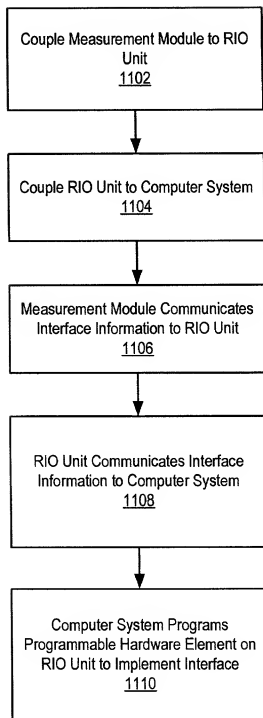 Couple Measurement Module to RIO
Unit
1102
Couple RIO Unit to Computer System
1104
Measurement Module Communicates
Interface Information to RIO Unit
1106
RIO Unit Communicates Interface
Information to Computer System
1108
Computer System Programs
Programmable Hardware Element on
RIO Unit to Implement Interface
1110